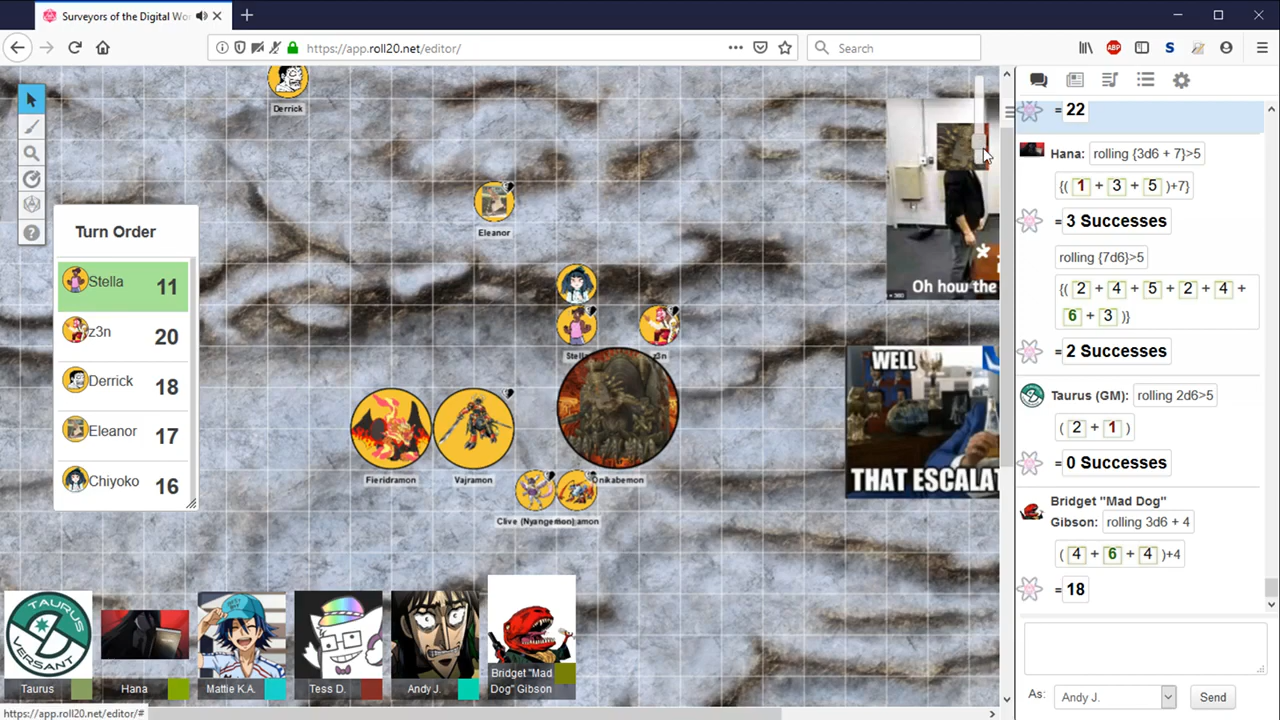 Surveyors of the Digital Wor
https://app.roll20.net/editor/
Search
Derrick
Eleanor
Turn Order
Stella 11
z3n 20
Derrick 18
Eleanor 17
Chiyoko 16
Fieridramon
Vajramon
Oh how the
WELL
THAT ESCALAT
= 22
Hana: rolling {3d6 + 7}>5
{( 1 + 3 + 5 )+7}
= 3 Successes
rolling {7d6}>5
{( 2 + 4 + 5 + 2 + 4 +
6 + 3 )}
= 2 Successes
Taurus (GM): rolling 2d6>5
( 2 + 1 )
= 0 Successes
Bridget "Mad Dog"
Gibson: rolling 3d6 + 4
( 4 + 6 + 4 )+4
= 18
TAURUS
VERSANT
Taurus
Hana
Mattie K.A.
Tess D.
Andy J.
Bridget "Mad
Dog" Gibson
As: Andy J. Send
https://app.roll20.net/editor/#